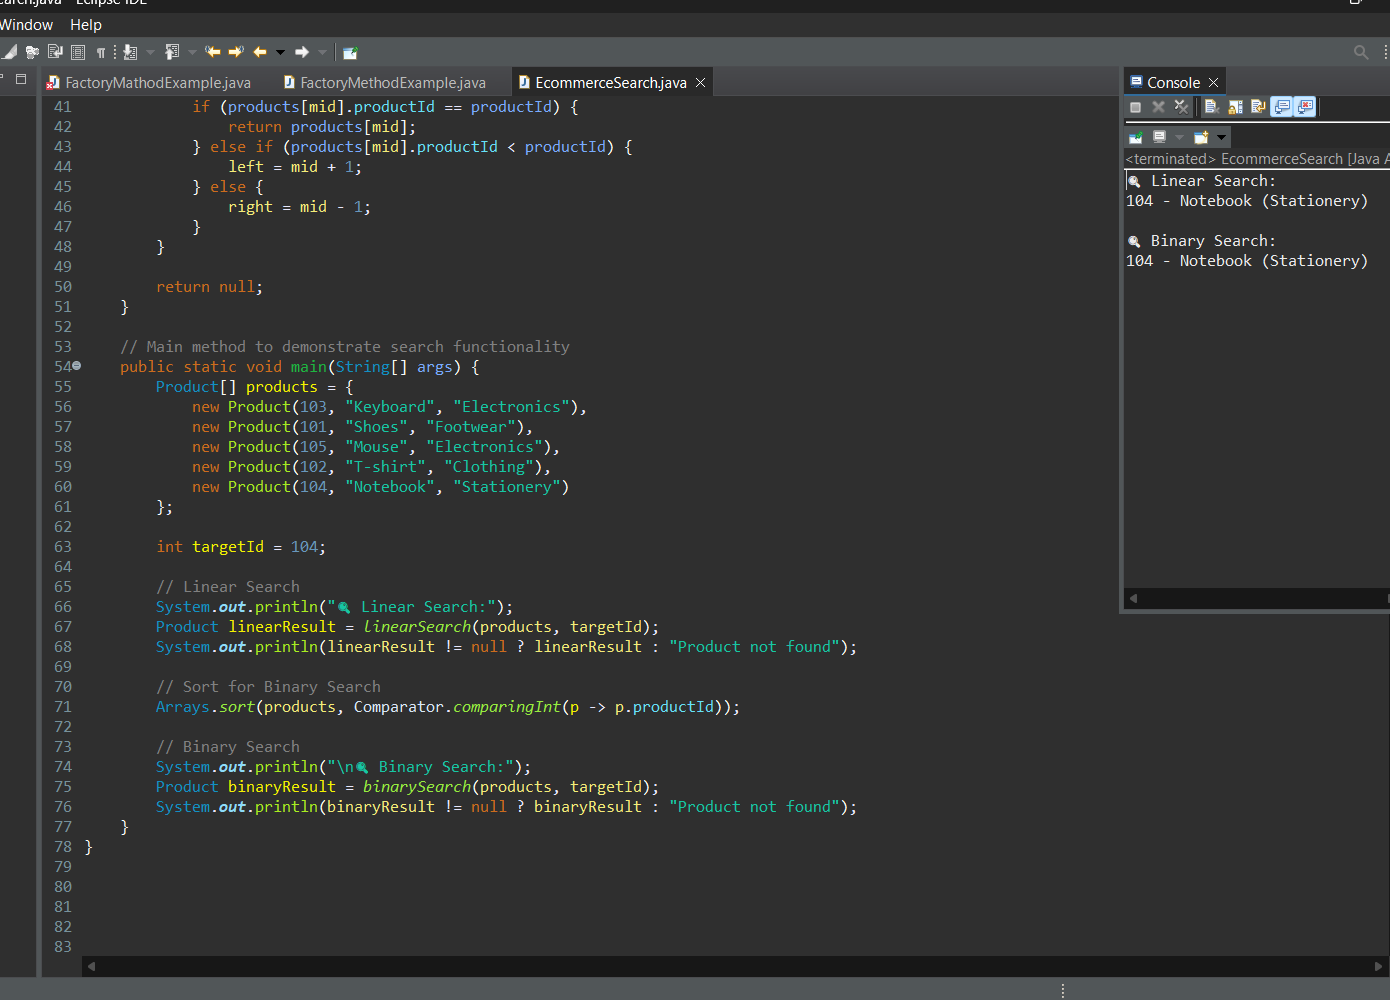 Window Help
FactoryMathodExample.java FactoryMethodExample.java EcommerceSearch.java
41 if (products[mid].productId == productId) {
42 return products[mid];
43 } else if (products[mid].productId < productId) {
44 left = mid + 1;
45 } else {
46 right = mid - 1;
47 }
48 }
49
50 return null;
51 }
52
53 // Main method to demonstrate search functionality
54 public static void main(String[] args) {
55 Product[] products = {
56 new Product(103, "Keyboard", "Electronics"),
57 new Product(101, "Shoes", "Footwear"),
58 new Product(105, "Mouse", "Electronics"),
59 new Product(102, "T-shirt", "Clothing"),
60 new Product(104, "Notebook", "Stationery")
61 };
62
63 int targetId = 104;
64
65 // Linear Search
66 System.out.println("🔍 Linear Search:");
67 Product linearResult = linearSearch(products, targetId);
68 System.out.println(linearResult != null ? linearResult : "Product not found");
69
70 // Sort for Binary Search
71 Arrays.sort(products, Comparator.comparingInt(p -> p.productId));
72
73 // Binary Search
74 System.out.println("\n🔍 Binary Search:");
75 Product binaryResult = binarySearch(products, targetId);
76 System.out.println(binaryResult != null ? binaryResult : "Product not found");
77 }
78 }
79
80
81
82
83
Console
<terminated> EcommerceSearch [Java
🔍 Linear Search:
104 - Notebook (Stationery)
🔍 Binary Search:
104 - Notebook (Stationery)